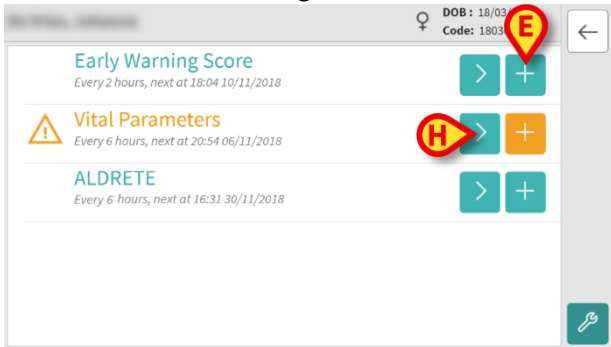 DOB : 18/03/
Code: 1803
E
Early Warning Score
Every 2 hours, next at 18:04 10/11/2018
Vital Parameters
Every 6 hours, next at 20:54 06/11/2018
H
ALDRETE
Every 6 hours, next at 16:31 30/11/2018